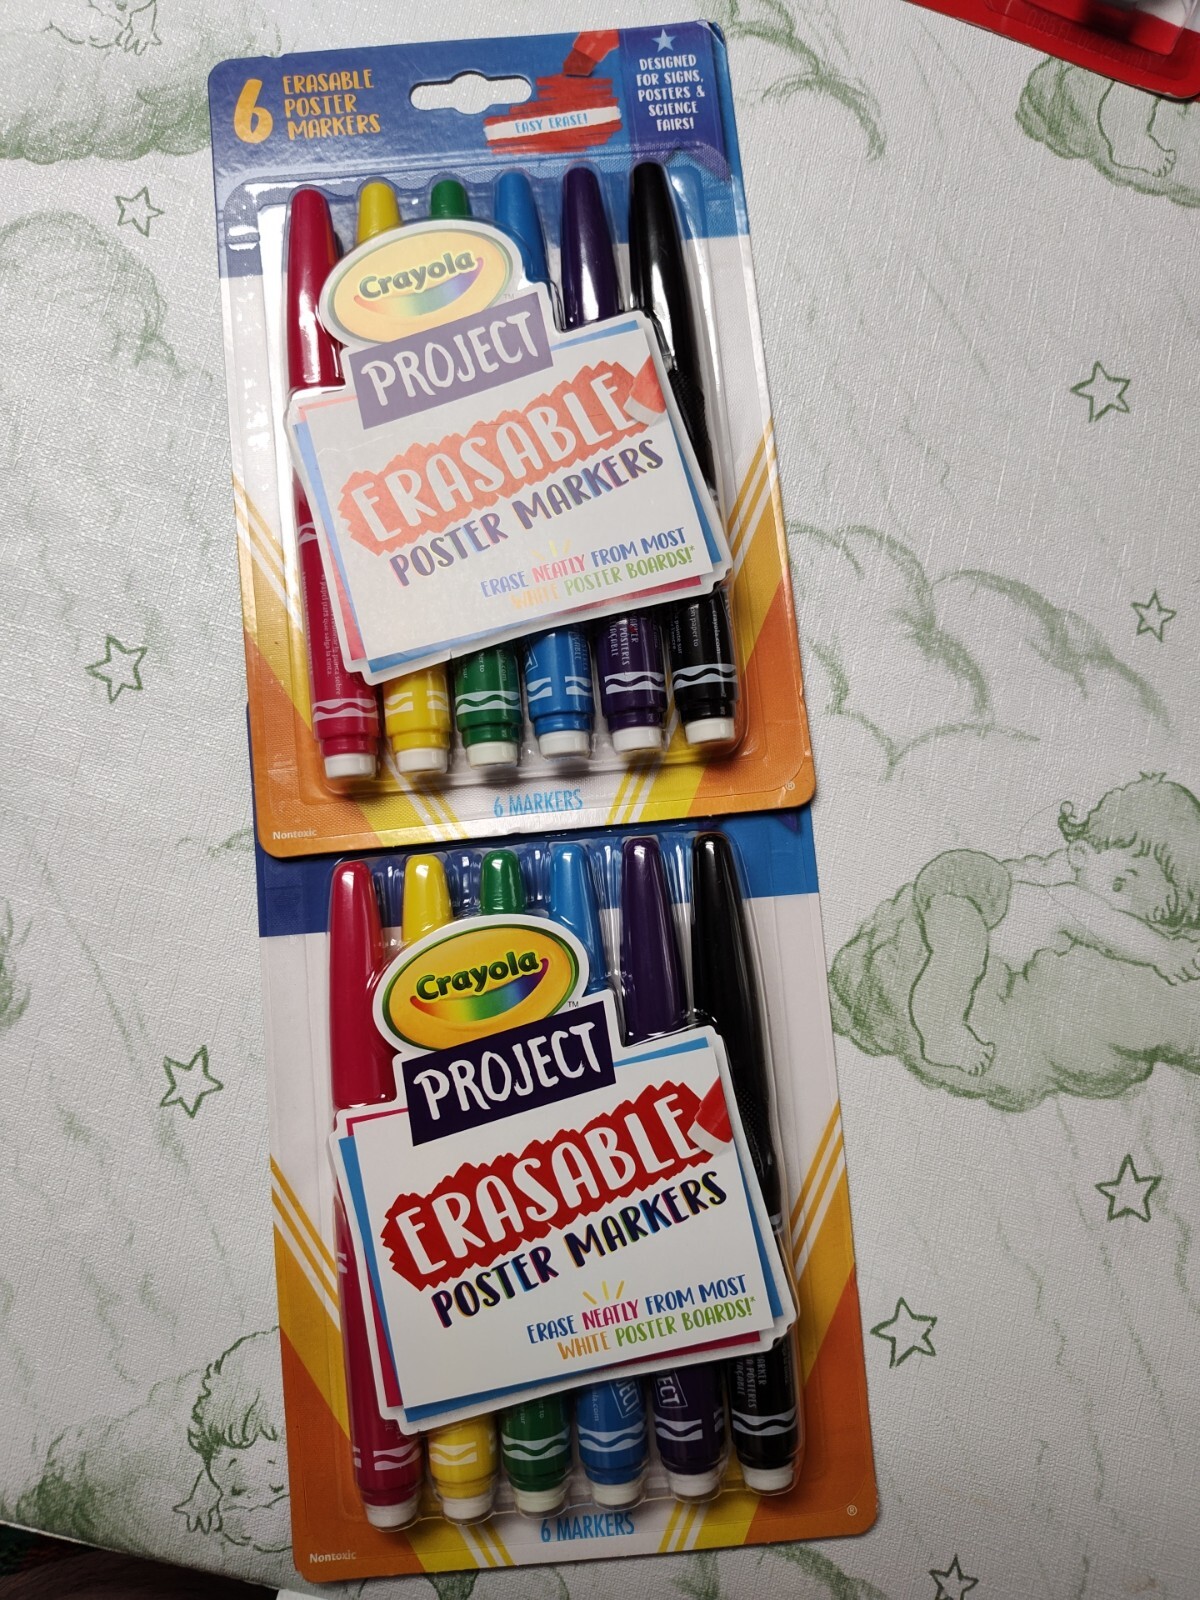 6 ERASABLE
POSTER
MARKERS
EASY ERASE!
DESIGNED
FOR SIGNS,
POSTERS &
SCIENCE
FAIRS!
Crayola
™
PROJECT
ERASABLE
POSTER MARKERS
ERASE NEATLY FROM MOST
WHITE POSTER BOARDS!*
6 MARKERS
Nontoxic
®
Crayola
™
PROJECT
ERASABLE
POSTER MARKERS
ERASE NEATLY FROM MOST
WHITE POSTER BOARDS!*
6 MARKERS
Nontoxic
®